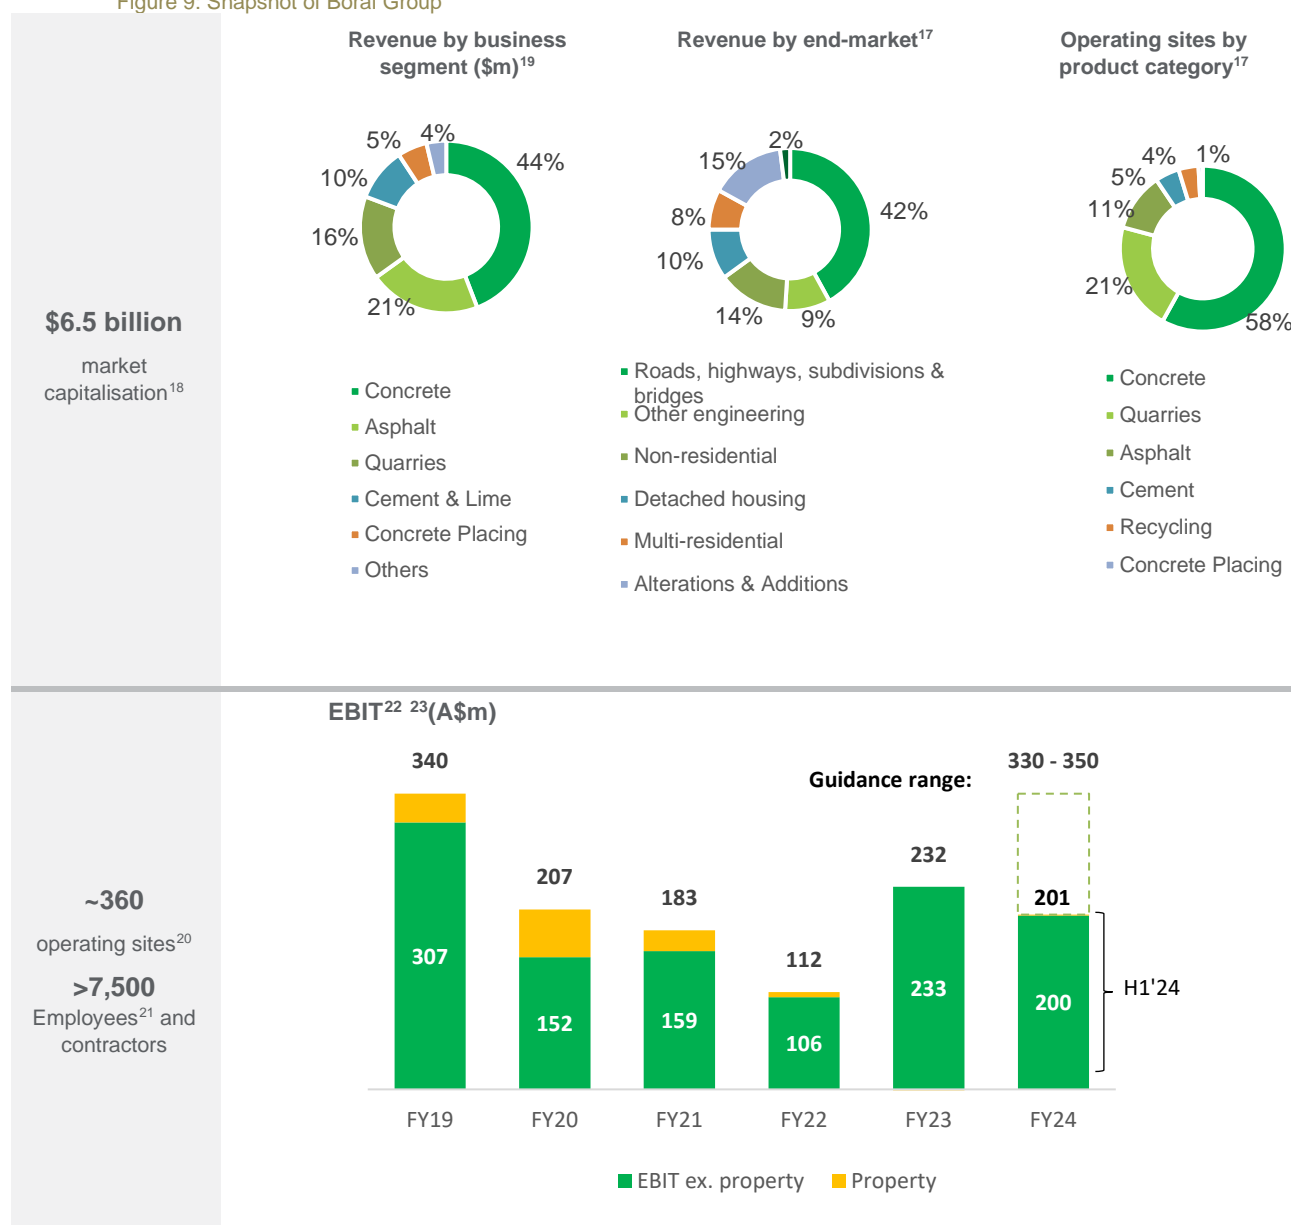 Figure 9: Snapshot of Boral Group
Revenue by business
segment ($m)19
Revenue by end-market17
Operating sites by
product category17
5%
4%
44%
10%
16%
21%
2%
15%
42%
8%
10%
14%
9%
4%
1%
5%
11%
21%
58%
$6.5 billion
market
capitalisation18
Concrete
Asphalt
Quarries
Cement & Lime
Concrete Placing
Others
Roads, highways, subdivisions &
bridges
Other engineering
Non-residential
Detached housing
Multi-residential
Alterations & Additions
Concrete
Quarries
Asphalt
Cement
Recycling
Concrete Placing
~360
operating sites20
>7,500
Employees21 and
contractors
EBIT22 23(A$m)
340
207
183
112
232
Guidance range:
330 - 350
201
307
152
159
106
233
200
H1'24
FY19
FY20
FY21
FY22
FY23
FY24
EBIT ex. property
Property